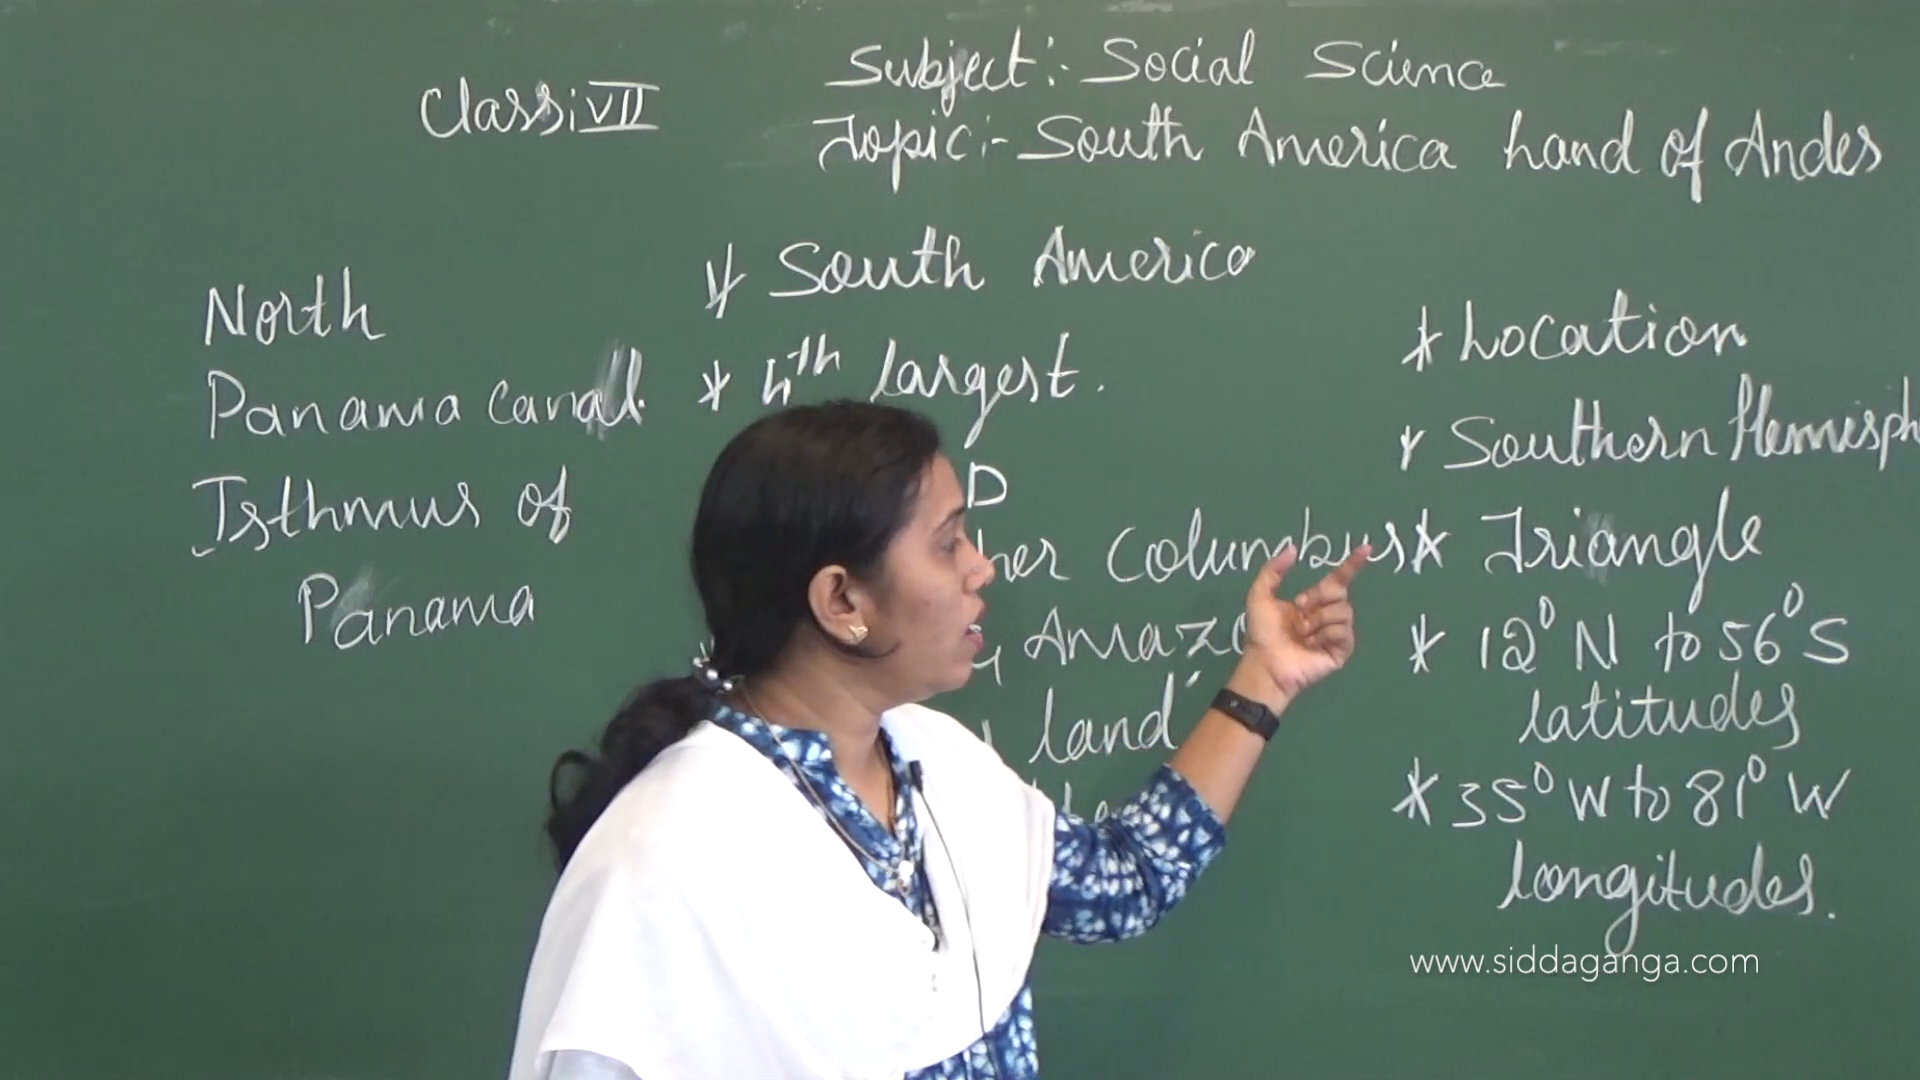 Class: VII
Subject:- Social Science
Topic:- South America Land of Andes
North
Panama Canal.
Isthmus of
Panama
* South America
* 4th largest.
D
her Columbus
Amazo
land
* Location
* Southern Hemisph
* Triangle
* 12° N to 56° S
latitudes
* 35° W to 81° W
longitudes.
www.siddaganga.com